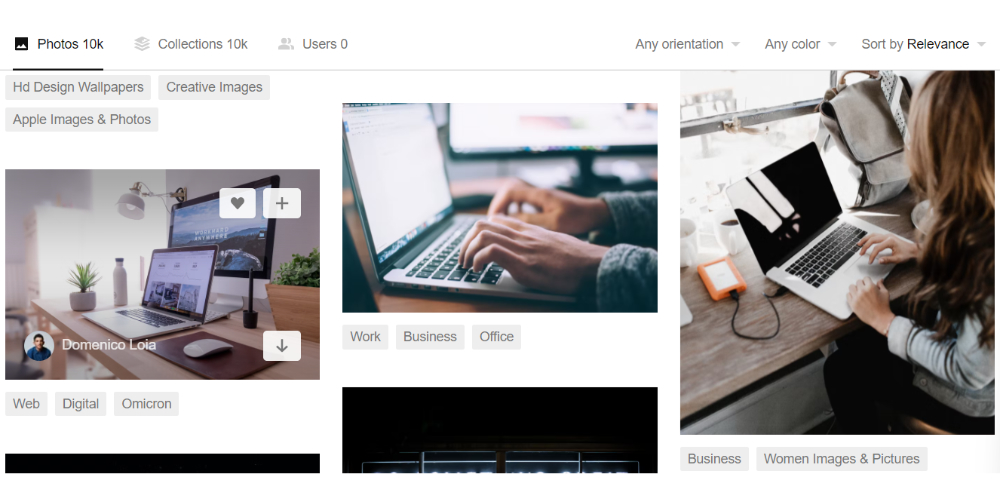 Photos 10k
Collections 10k
Users 0
Any orientation
Any color
Sort by Relevance
Hd Design Wallpapers
Creative Images
Apple Images & Photos
Domenico Loia
Web
Digital
Omicron
Work
Business
Office
Business
Women Images & Pictures